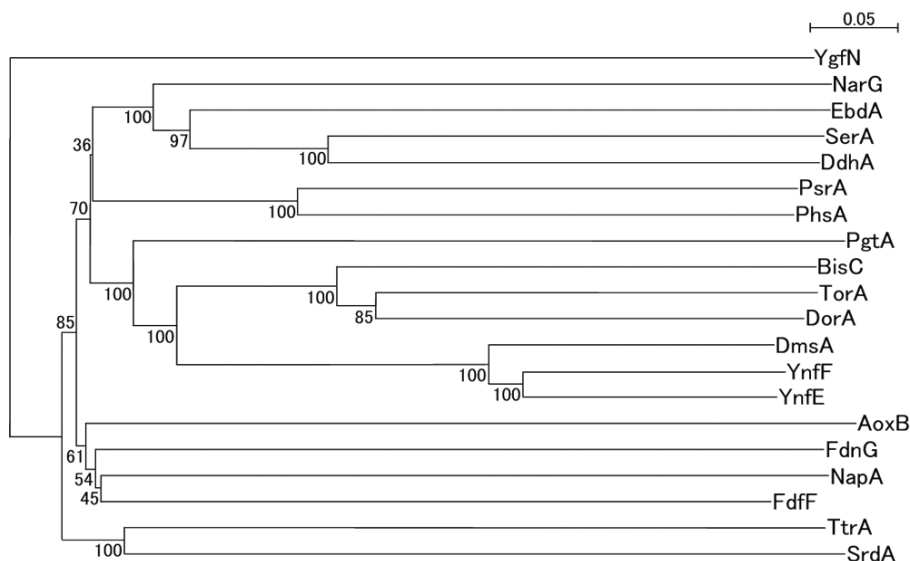 0.05
YgfN
NarG
100
EbdA
97
SerA
36
100
DdhA
PsrA
70
100
PhsA
PgtA
BisC
100
100
TorA
85
DorA
85
100
DmsA
100
YnfF
100
YnfE
AoxB
61
FdnG
54
NapA
45
FdfF
TtrA
100
SrdA